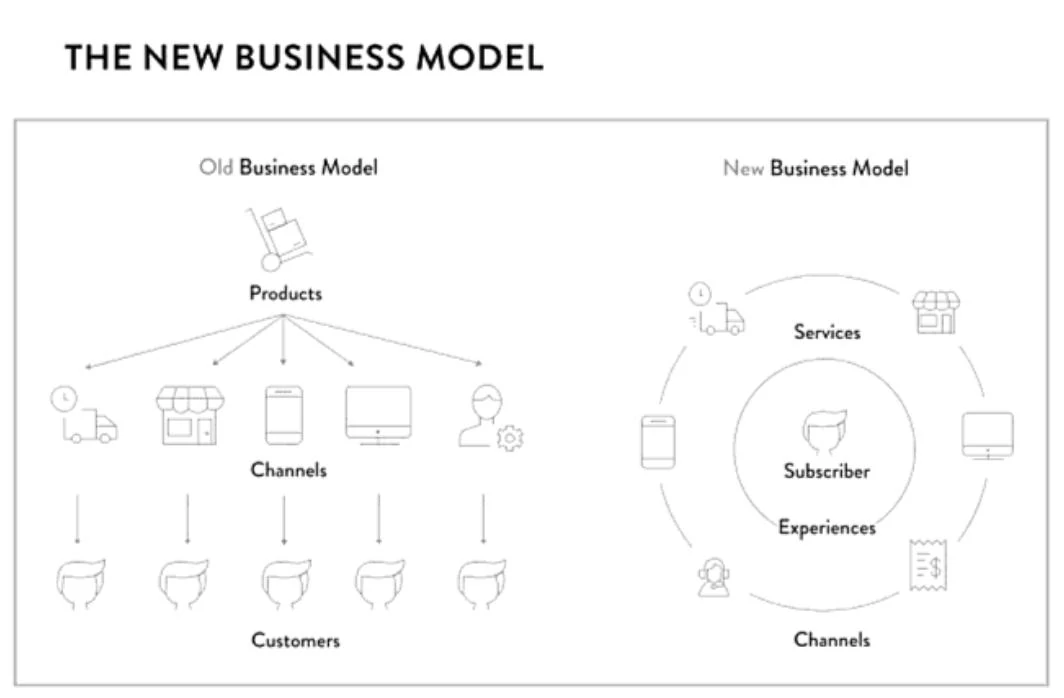 THE NEW BUSINESS MODEL
Old Business Model
Products
Channels
Customers
New Business Model
Services
Subscriber
Experiences
Channels